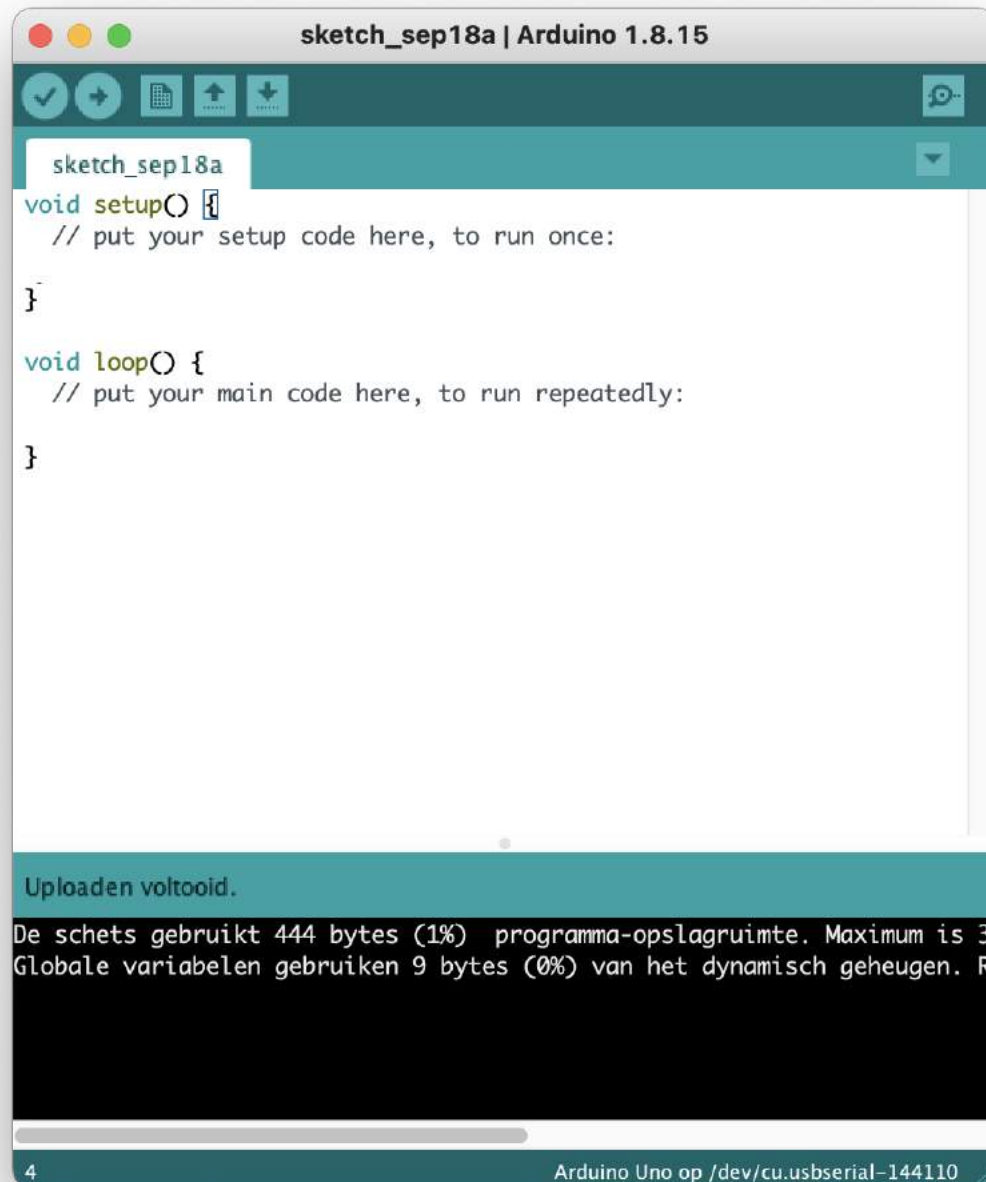 sketch_sep18a | Arduino 1.8.15
sketch_sep18a
void setup() {
  // put your setup code here, to run once:
}
void loop() {
  // put your main code here, to run repeatedly:
}
Uploaden voltooid.
De schets gebruikt 444 bytes (1%)  programma-opslagruimte. Maximum is 3
Globale variabelen gebruiken 9 bytes (0%) van het dynamisch geheugen. R
4 Arduino Uno op /dev/cu.usbserial-144110